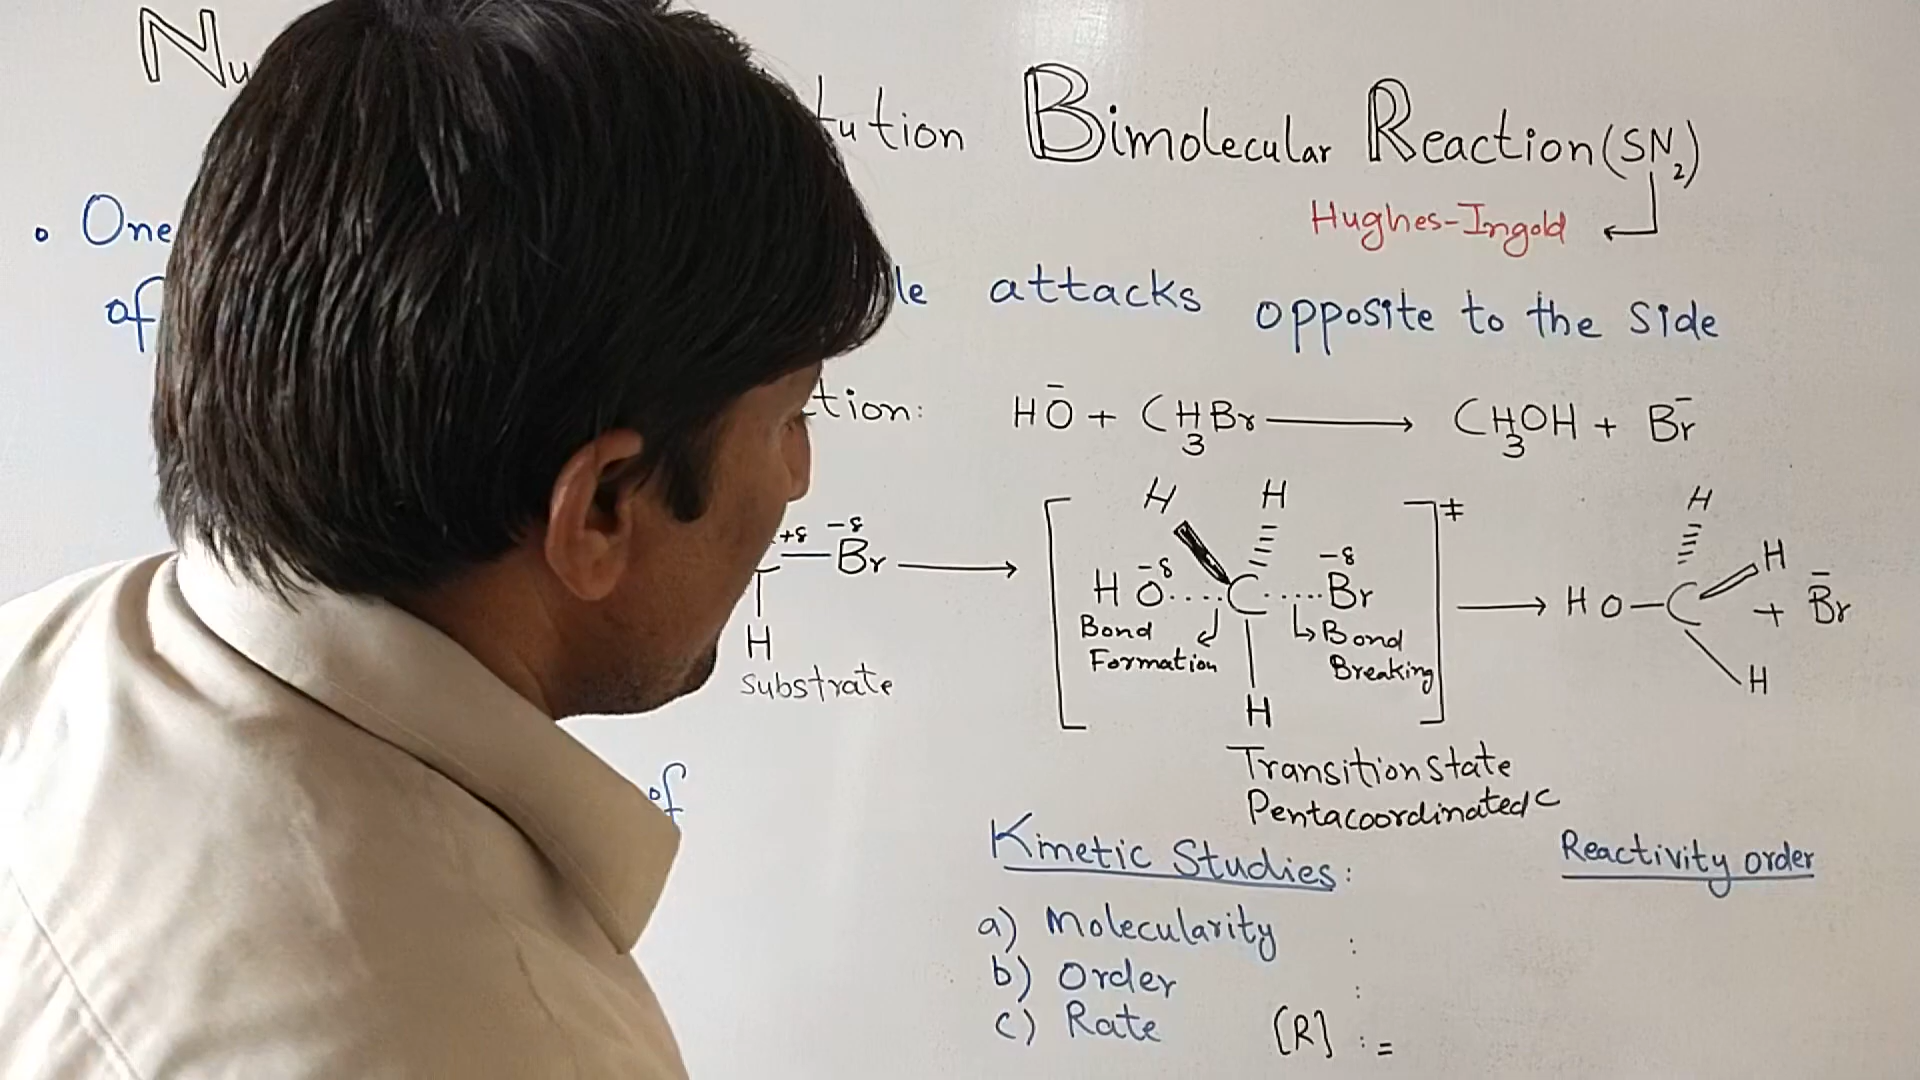 Nu tution Bimolecular Reaction (SN2)
Hughes-Ingold
• One
of le attacks opposite to the side
tion: HŌ + CH3Br ⟶ CH3OH + Br⁻
H H H
+δ -δ
-Br ⟶ [HO-δ....C.....Br-δ]‡ ⟶ HO-C + Br⁻
H
Bond Formation
Bond Breaking
H H H
substrate
Transition state
Pentacoordinated C
of
Kinetic Studies: Reactivity order
a) Molecularity :
b) Order :
c) Rate [R] : =